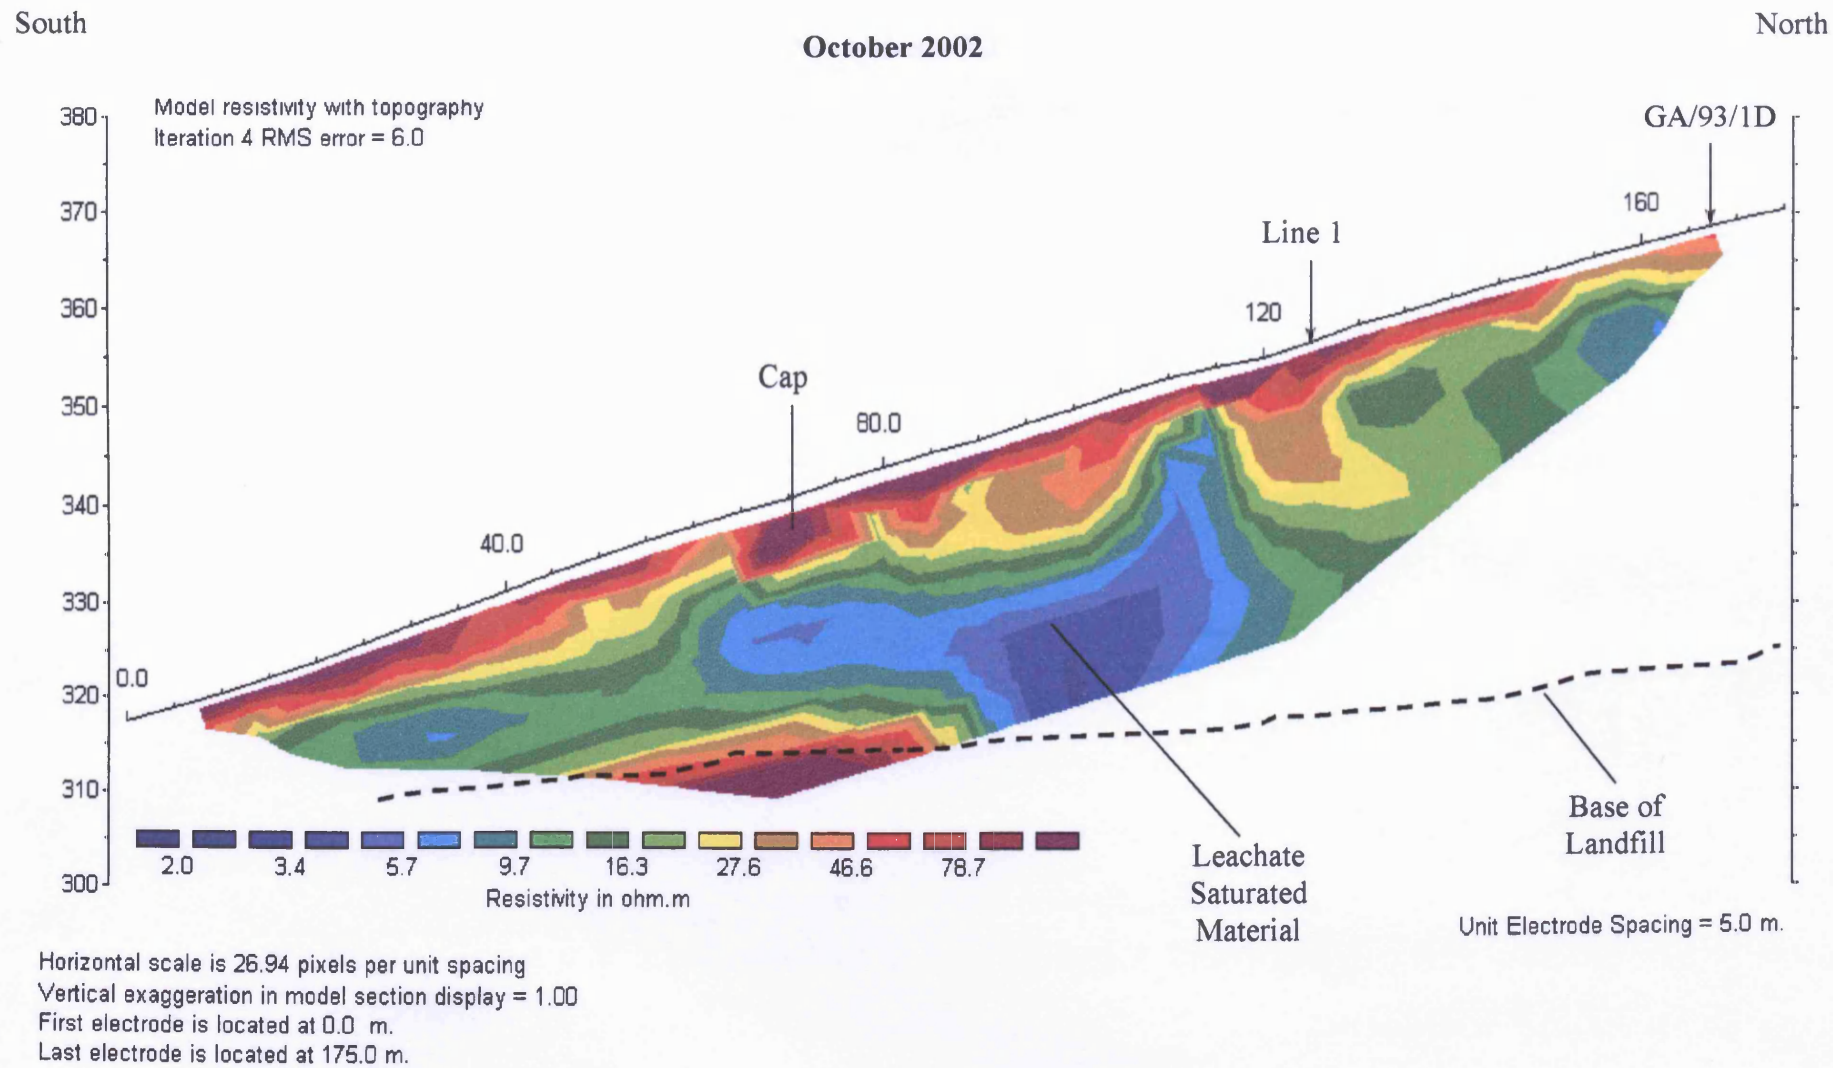 South
North
October 2002
Model resistivity with topography
Iteration 4 RMS error = 6.0
GA/93/1D
380
370
360
350
340
330
320
310
300
160
Line 1
120
Cap
80.0
40.0
0.0
2.0 3.4 5.7 9.7 16.3 27.6 46.6 78.7
Resistivity in ohm.m
Leachate
Saturated
Material
Base of
Landfill
Unit Electrode Spacing = 5.0 m.
Horizontal scale is 26.94 pixels per unit spacing
Vertical exaggeration in model section display = 1.00
First electrode is located at 0.0 m.
Last electrode is located at 175.0 m.